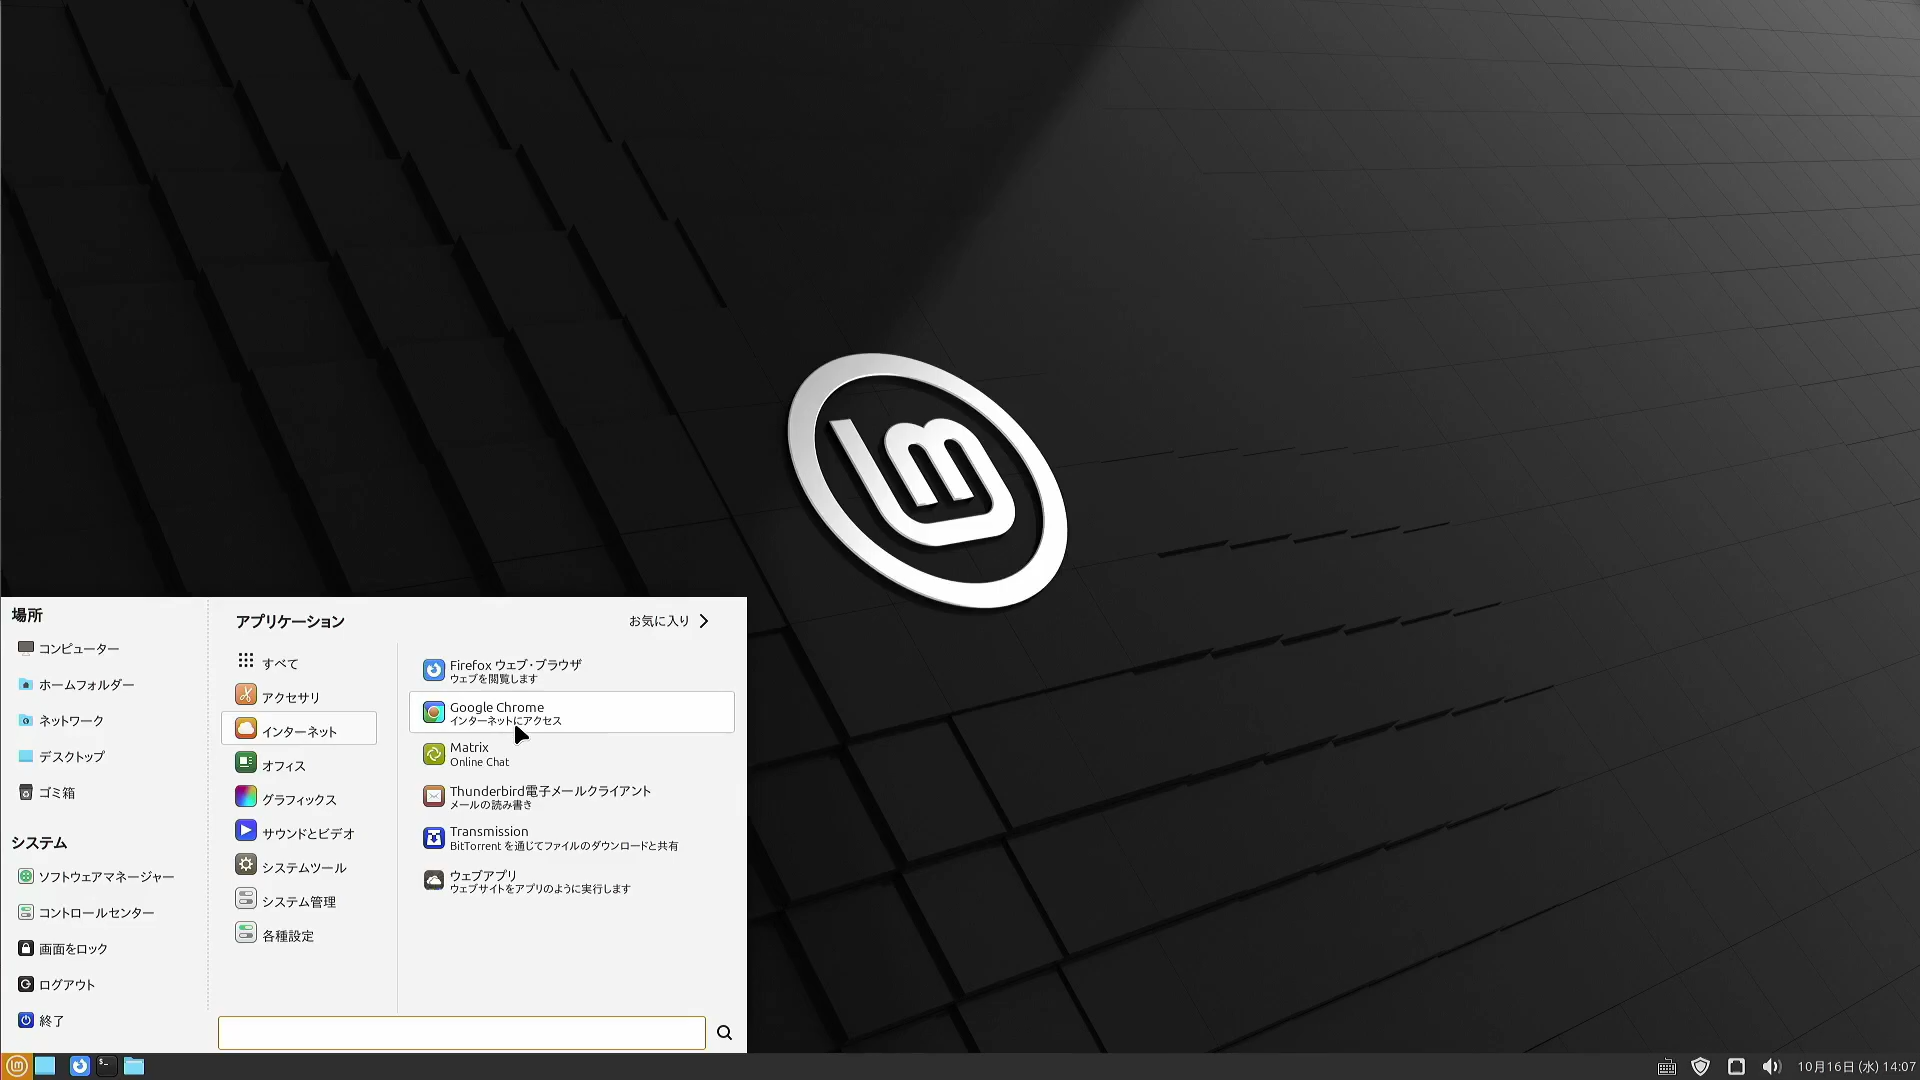 場所
コンピューター
ホームフォルダー
ネットワーク
デスクトップ
ゴミ箱
システム
ソフトウェアマネージャー
コントロールセンター
画面をロック
ログアウト
終了
アプリケーション
お気に入り
すべて
アクセサリ
インターネット
オフィス
グラフィックス
サウンドとビデオ
システムツール
システム管理
各種設定
Firefox ウェブ・ブラウザ
ウェブを閲覧します
Google Chrome
インターネットにアクセス
Matrix
Online Chat
Thunderbird電子メールクライアント
メールの読み書き
Transmission
BitTorrent を通じてファイルのダウンロードと共有
ウェブアプリ
ウェブサイトをアプリのように実行します
10月16日 (水) 14:07